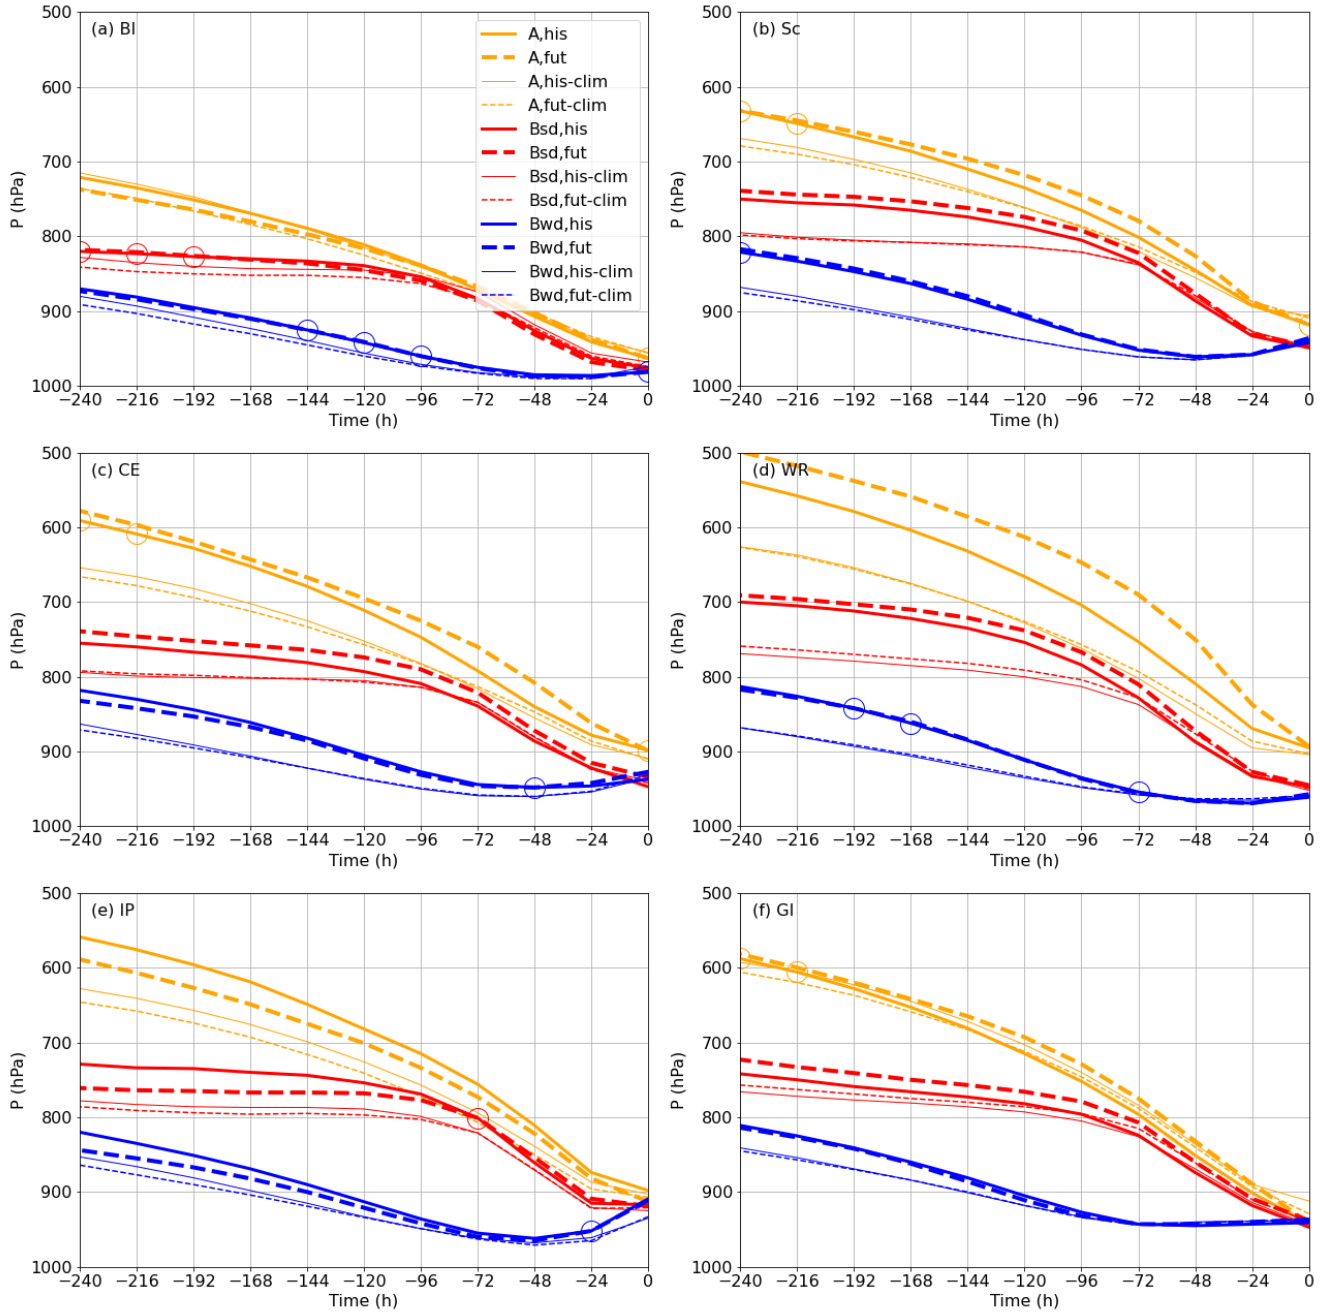 (a) BI
A,his
A,fut
A,his-clim
A,fut-clim
Bsd,his
Bsd,fut
Bsd,his-clim
Bsd,fut-clim
Bwd,his
Bwd,fut
Bwd,his-clim
Bwd,fut-clim
500
600
700
800
900
1000
P (hPa)
−240 −216 −192 −168 −144 −120 −96 −72 −48 −24 0
Time (h)
(b) Sc
500
600
700
800
900
1000
P (hPa)
−240 −216 −192 −168 −144 −120 −96 −72 −48 −24 0
Time (h)
(c) CE
500
600
700
800
900
1000
P (hPa)
−240 −216 −192 −168 −144 −120 −96 −72 −48 −24 0
Time (h)
(d) WR
500
600
700
800
900
1000
P (hPa)
−240 −216 −192 −168 −144 −120 −96 −72 −48 −24 0
Time (h)
(e) IP
500
600
700
800
900
1000
P (hPa)
−240 −216 −192 −168 −144 −120 −96 −72 −48 −24 0
Time (h)
(f) GI
500
600
700
800
900
1000
P (hPa)
−240 −216 −192 −168 −144 −120 −96 −72 −48 −24 0
Time (h)